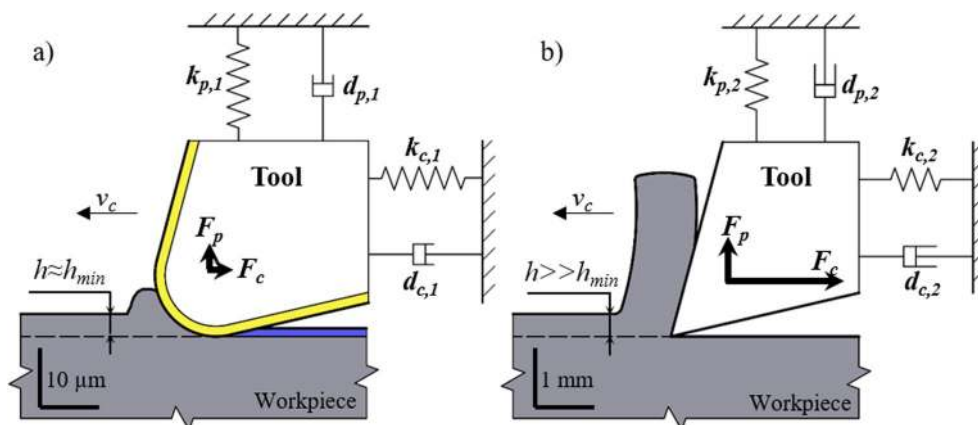 a)
k_{p,1}
d_{p,1}
k_{c,1}
Tool
v_c
F_p
F_c
d_{c,1}
h≈h_{min}
10 µm
Workpiece
b)
k_{p,2}
d_{p,2}
k_{c,2}
Tool
v_c
F_p
F_c
d_{c,2}
h>>h_{min}
1 mm
Workpiece